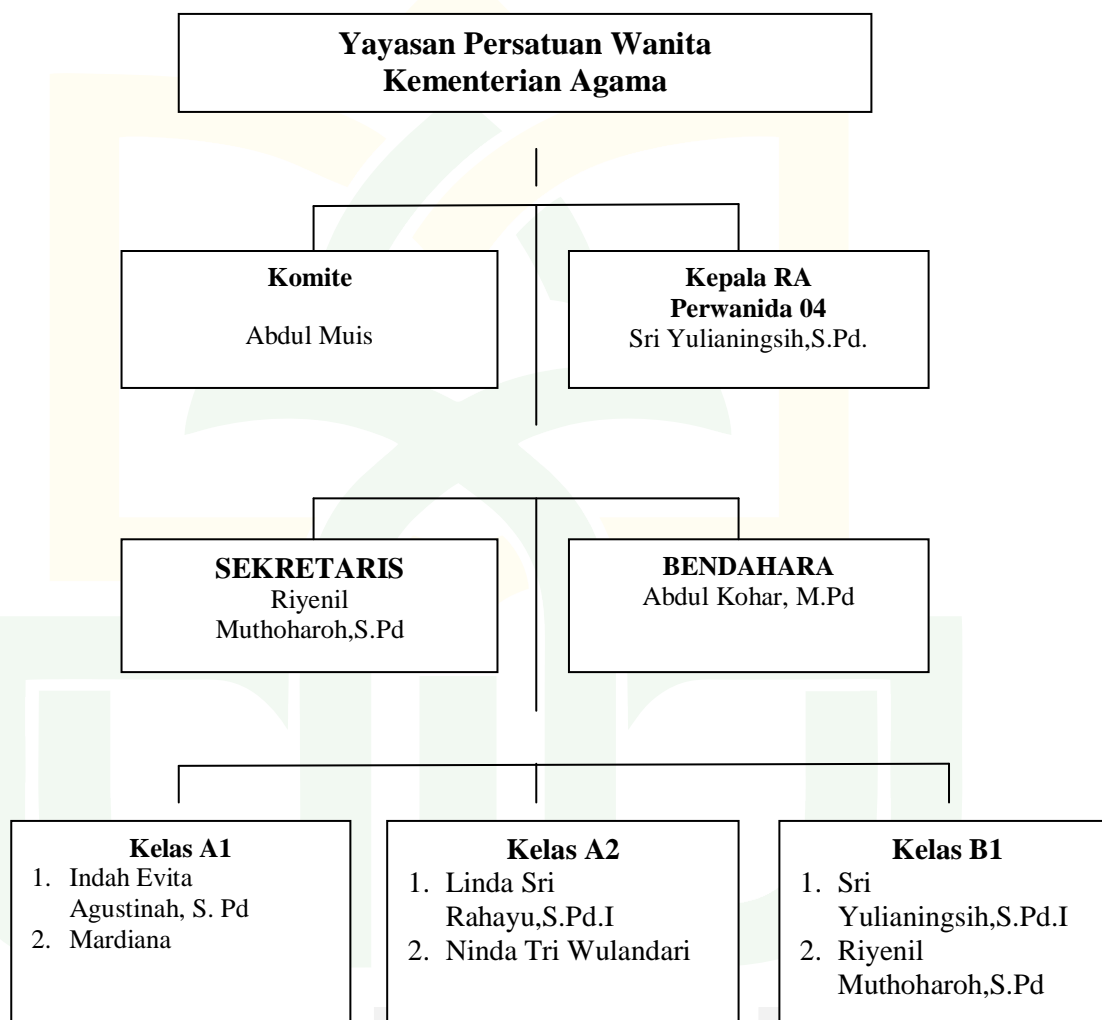 Yayasan Persatuan Wanita
Kementerian Agama
Komite
Abdul Muis
Kepala RA
Perwanida 04
Sri Yulianingsih,S.Pd.
SEKRETARIS
Riyenil
Muthoharoh,S.Pd
BENDAHARA
Abdul Kohar, M.Pd
Kelas A1
1. Indah Evita
Agustinah, S. Pd
2. Mardiana
Kelas A2
1. Linda Sri
Rahayu,S.Pd.I
2. Ninda Tri Wulandari
Kelas B1
1. Sri
Yulianingsih,S.Pd.I
2. Riyenil
Muthoharoh,S.Pd